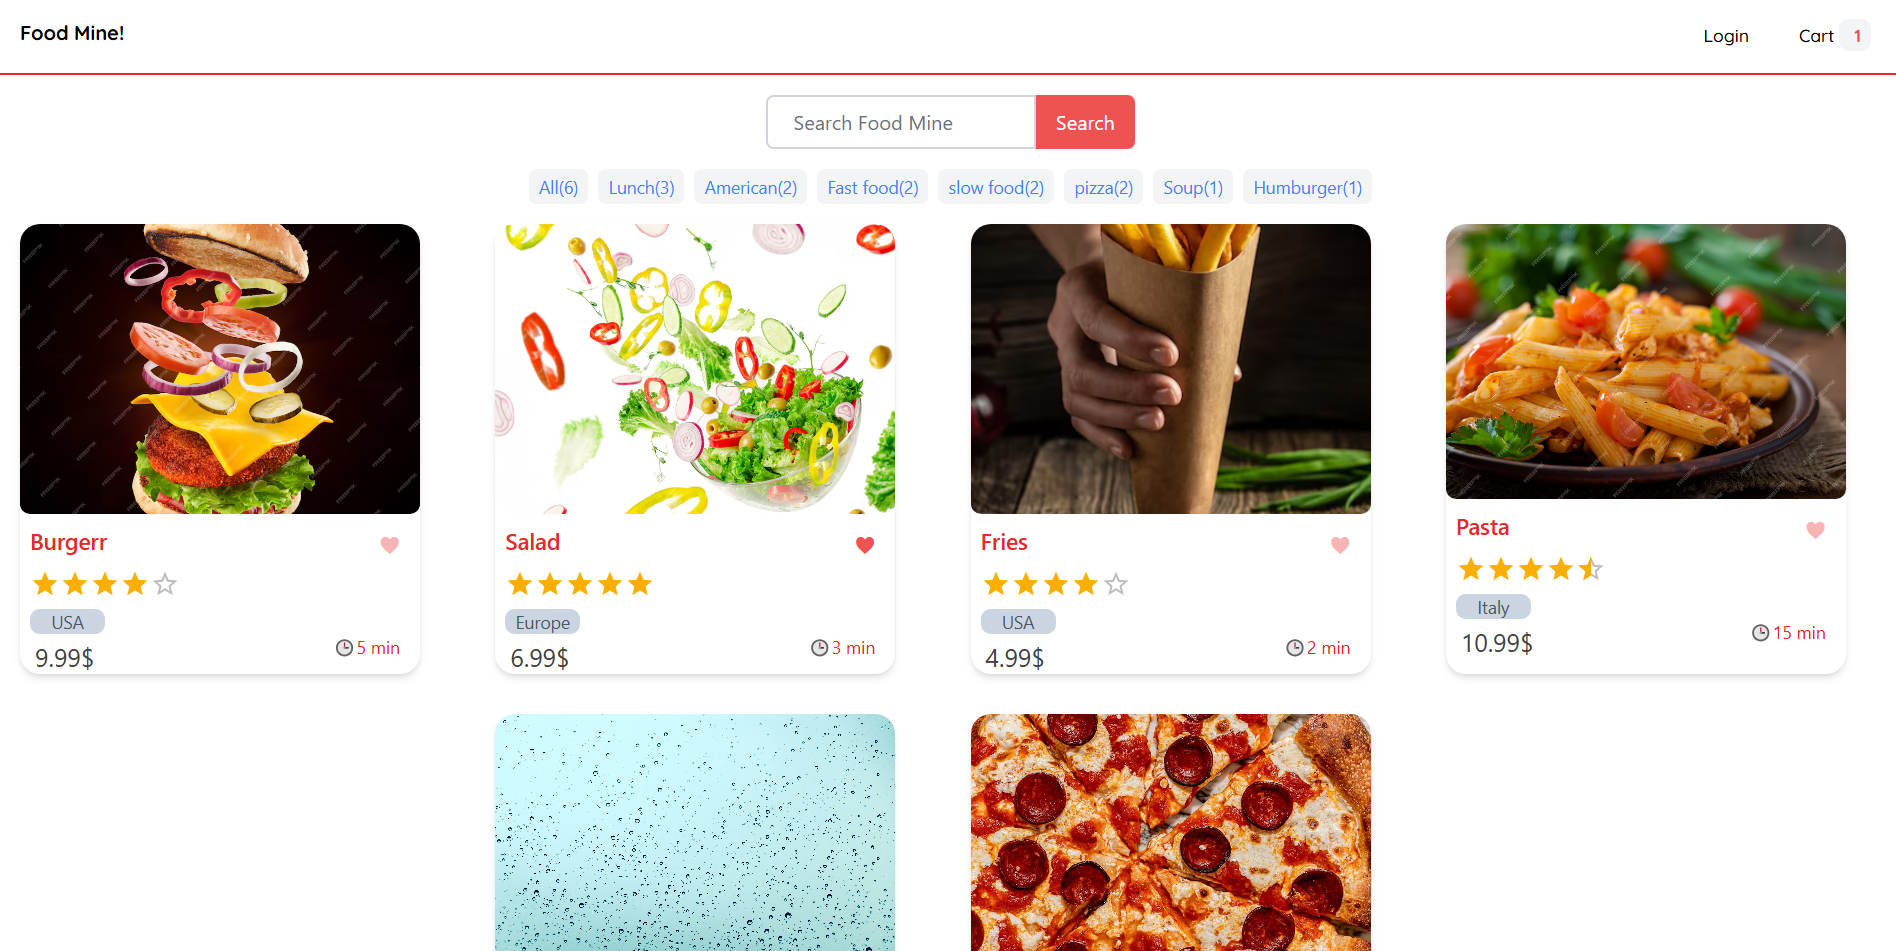 Food Mine!
Login
Cart 1
Search Food Mine
Search
All(6)
Lunch(3)
American(2)
Fast food(2)
slow food(2)
pizza(2)
Soup(1)
Humburger(1)
Burgerr
USA
9.99$
5 min
Salad
Europe
6.99$
3 min
Fries
USA
4.99$
2 min
Pasta
Italy
10.99$
15 min